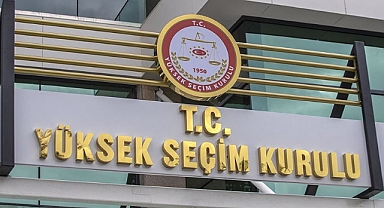 T.C.
YÜKSEK SEÇİM KURULU
1950
T.C.
YÜKSEK SEÇİM KURULU